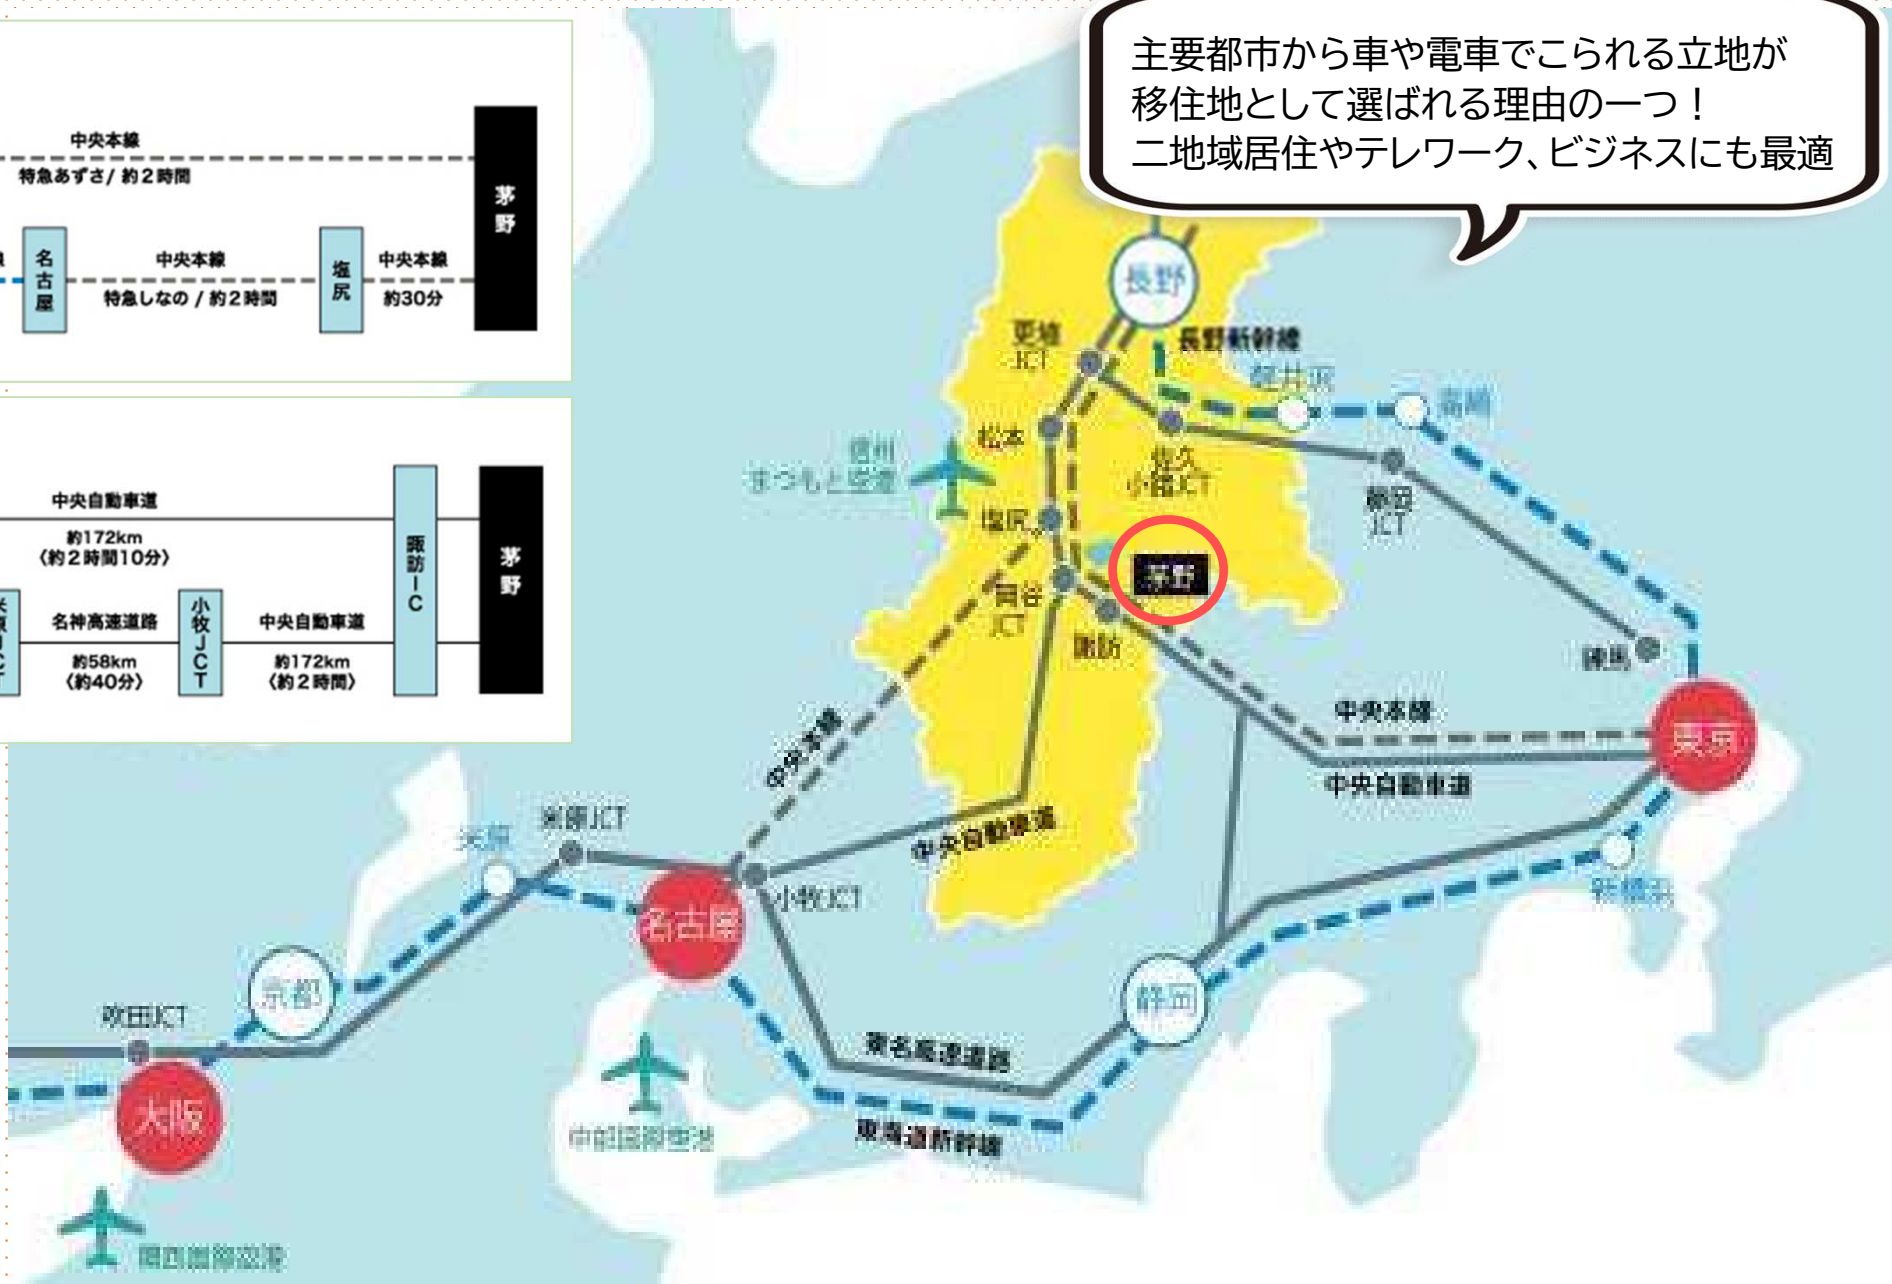 主要都市から車や電車でこられる立地が
移住地として選ばれる理由の一つ！
二地域居住やテレワーク、ビジネスにも最適
中央本線
特急あずさ/ 約２時間
茅野
名古屋
中央本線
特急しなの / 約２時間
塩尻
中央本線
約30分
中央自動車道
約172km
〈約２時間10分〉
諏訪IC
茅野
名神高速道路
約58km
〈約40分〉
小牧JCT
中央自動車道
約172km
〈約２時間〉
長野
長野新幹線
更埴
JCT
軽井沢
高崎
松本
信州
まつもと空港
佐久
小諸JCT
藤岡
JCT
塩尻
茅野
岡谷
JCT
諏訪
練馬
中央本線
東京
中央自動車道
中央本線
米原JCT
米原
中央自動車道
小牧JCT
名古屋
新横浜
京都
静岡
吹田JCT
東名高速道路
大阪
中部国際空港
東海道新幹線
関西国際空港